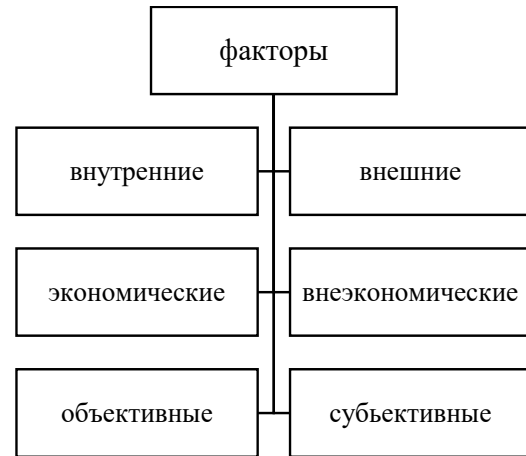 факторы
внутренние
внешние
экономические
внеэкономические
объективные
субьективные